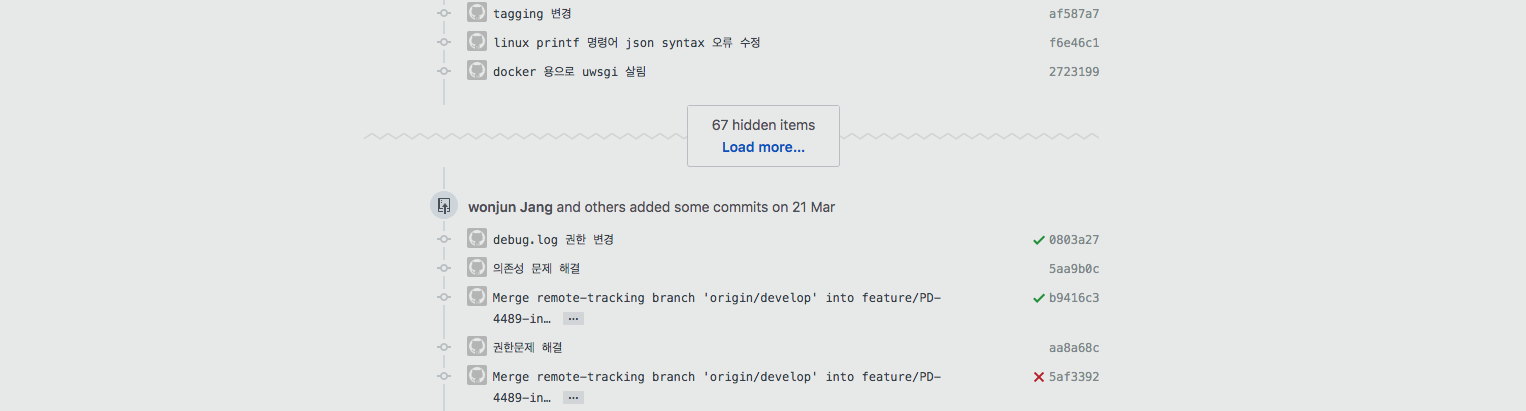 tagging 변경 af587a7
linux printf 명령어 json syntax 오류 수정 f6e46c1
docker 용으로 uwsgi 살림 2723199
67 hidden items
Load more...
wonjun Jang and others added some commits on 21 Mar
debug.log 권한 변경 0803a27
의존성 문제 해결 5aa9b0c
Merge remote-tracking branch 'origin/develop' into feature/PD- b9416c3
4489-in… …
권한문제 해결 aa8a68c
Merge remote-tracking branch 'origin/develop' into feature/PD- 5af3392
4489-in… …